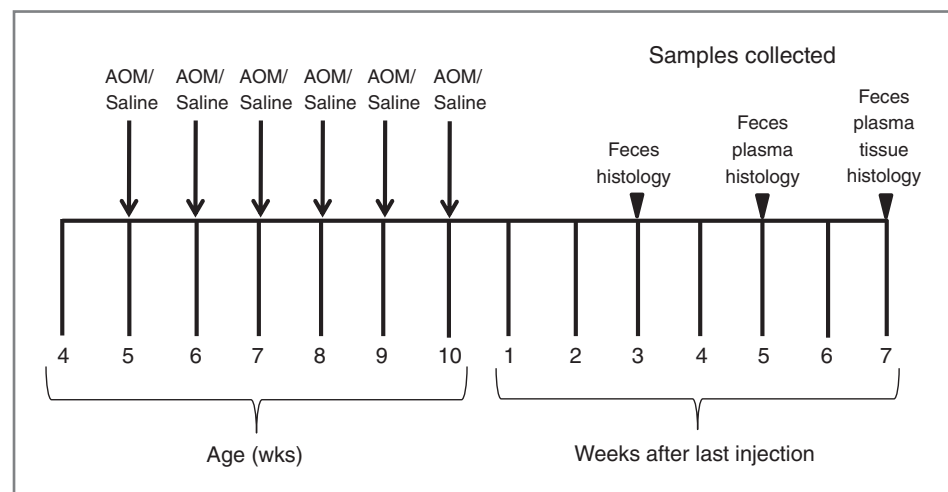 Samples collected
AOM/
Saline
AOM/
Saline
AOM/
Saline
AOM/
Saline
AOM/
Saline
AOM/
Saline
Feces
histology
Feces
plasma
histology
Feces
plasma
tissue
histology
4 5 6 7 8 9 10 1 2 3 4 5 6 7
Age (wks)
Weeks after last injection